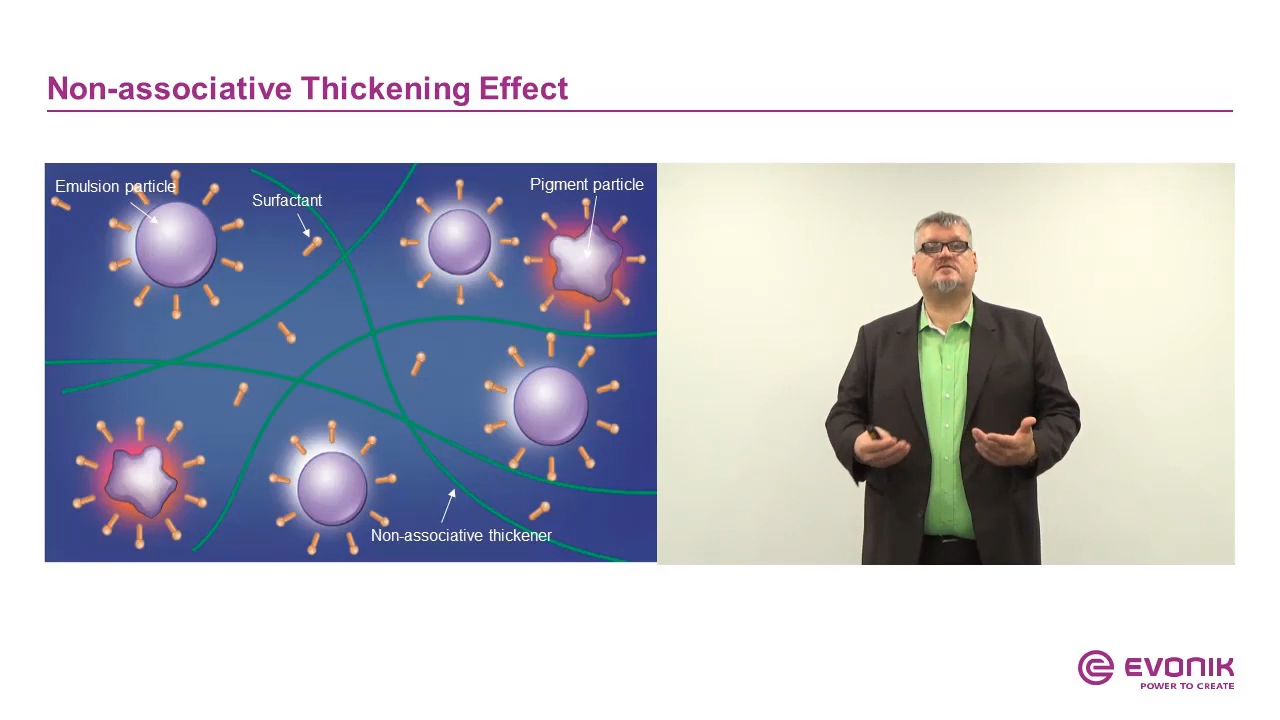 Non-associative Thickening Effect
Emulsion particle
Surfactant
Pigment particle
Non-associative thickener
EVONIK
POWER TO CREATE